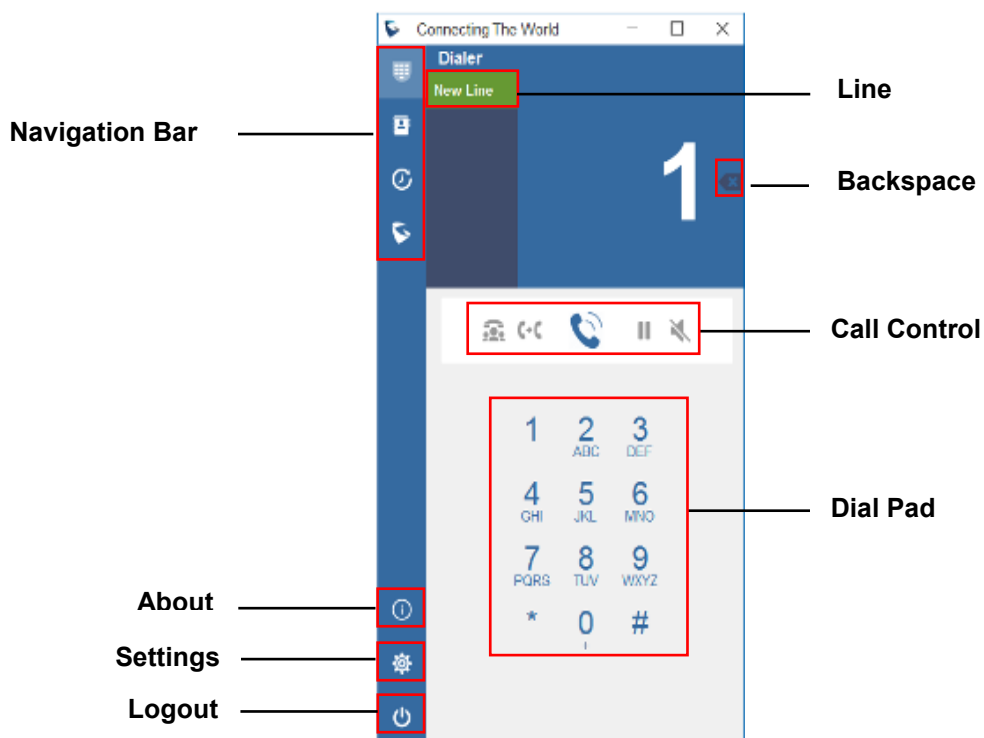 Connecting The World
Dialer
New Line
Line
Navigation Bar
1
Backspace
Call Control
1 2 3
ABC DEF
4 5 6
GHI JKL MNO
Dial Pad
7 8 9
PQRS TUV WXYZ
* 0 #
About
Settings
Logout